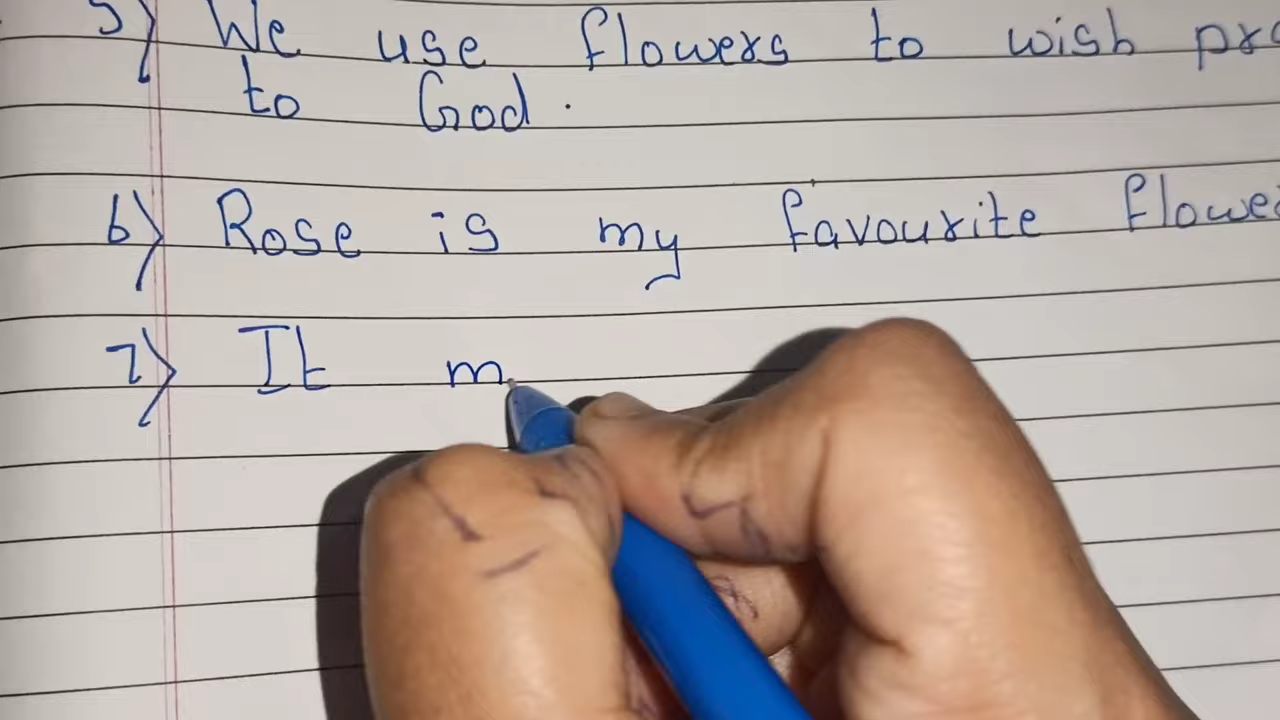 5) We use flowers to wish
to God.
6) Rose is my favourite
7) It m